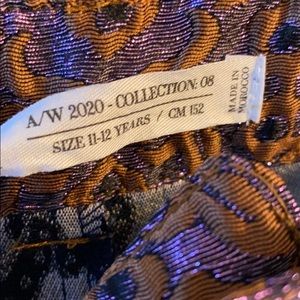 A/W 2020 - COLLECTION: 08
SIZE 11-12 YEARS / CM 152
MADE IN
MOROCCO